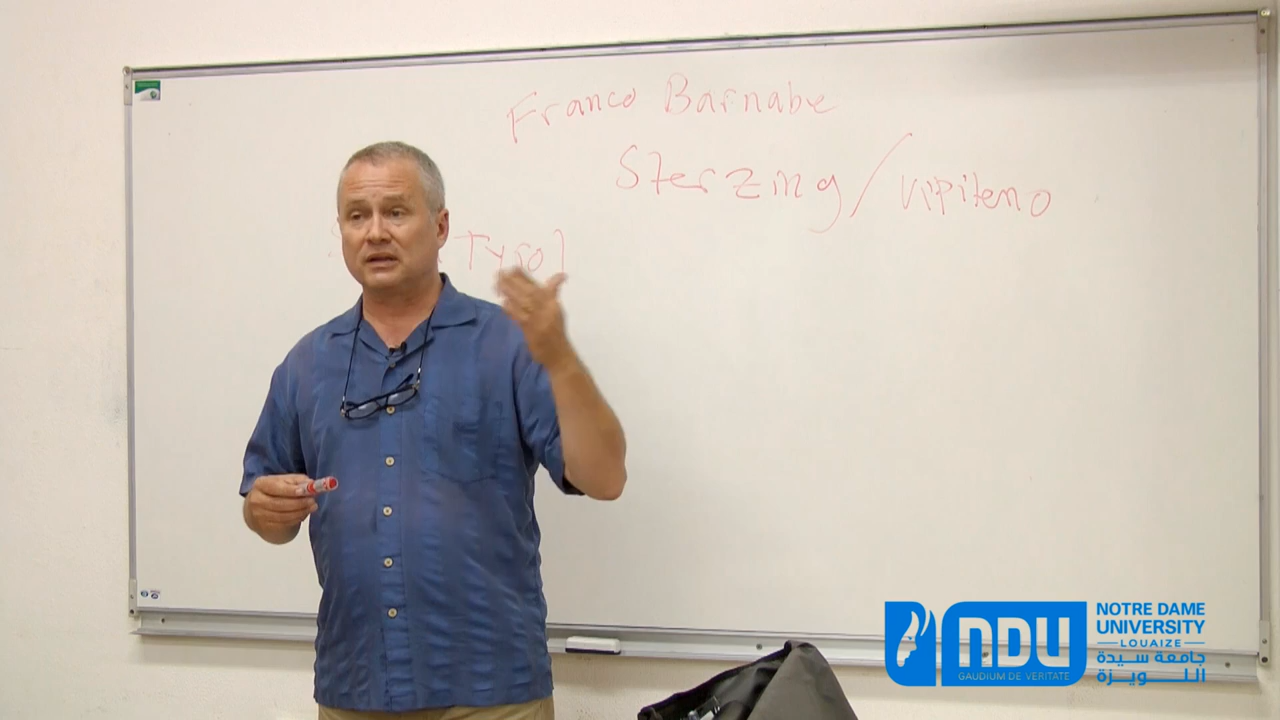 Franco Barnabe
Sterzing/Vipiteno
Tyrol
NDU
GAUDIUM DE VERITATE
NOTRE DAME
UNIVERSITY
LOUAIZE
جامعة سيدة
اللويزة